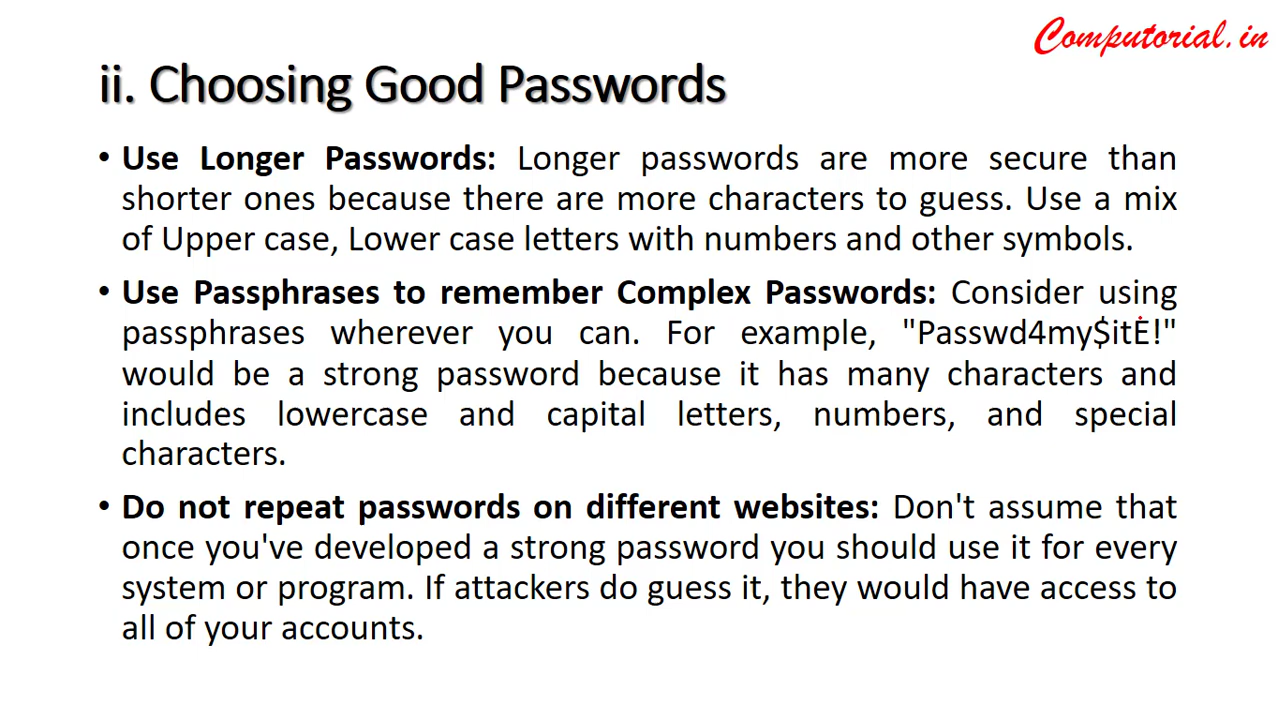 Computorial.in
ii. Choosing Good Passwords
• Use Longer Passwords: Longer passwords are more secure than
shorter ones because there are more characters to guess. Use a mix
of Upper case, Lower case letters with numbers and other symbols.
• Use Passphrases to remember Complex Passwords: Consider using
passphrases wherever you can. For example, "Passwd4my$itE!"
would be a strong password because it has many characters and
includes lowercase and capital letters, numbers, and special
characters.
• Do not repeat passwords on different websites: Don't assume that
once you've developed a strong password you should use it for every
system or program. If attackers do guess it, they would have access to
all of your accounts.